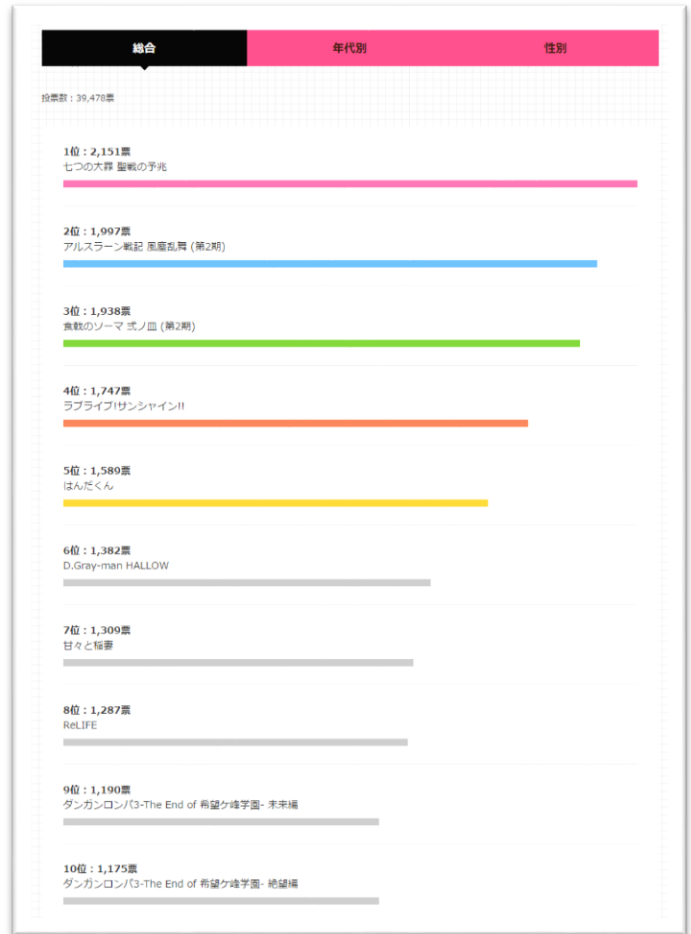 総合
年代別
性別
投票数：39,478票
1位：2,151票
七つの大罪 聖戦の予兆
2位：1,997票
アルスラーン戦記 風塵乱舞 (第2期)
3位：1,938票
食戟のソーマ 弍ノ皿 (第2期)
4位：1,747票
ラブライブ!サンシャイン!!
5位：1,589票
はんだくん
6位：1,382票
D.Gray-man HALLOW
7位：1,309票
甘々と稲妻
8位：1,287票
ReLIFE
9位：1,190票
ダンガンロンパ3-The End of 希望ケ峰学園- 未来編
10位：1,175票
ダンガンロンパ3-The End of 希望ケ峰学園- 絶望編